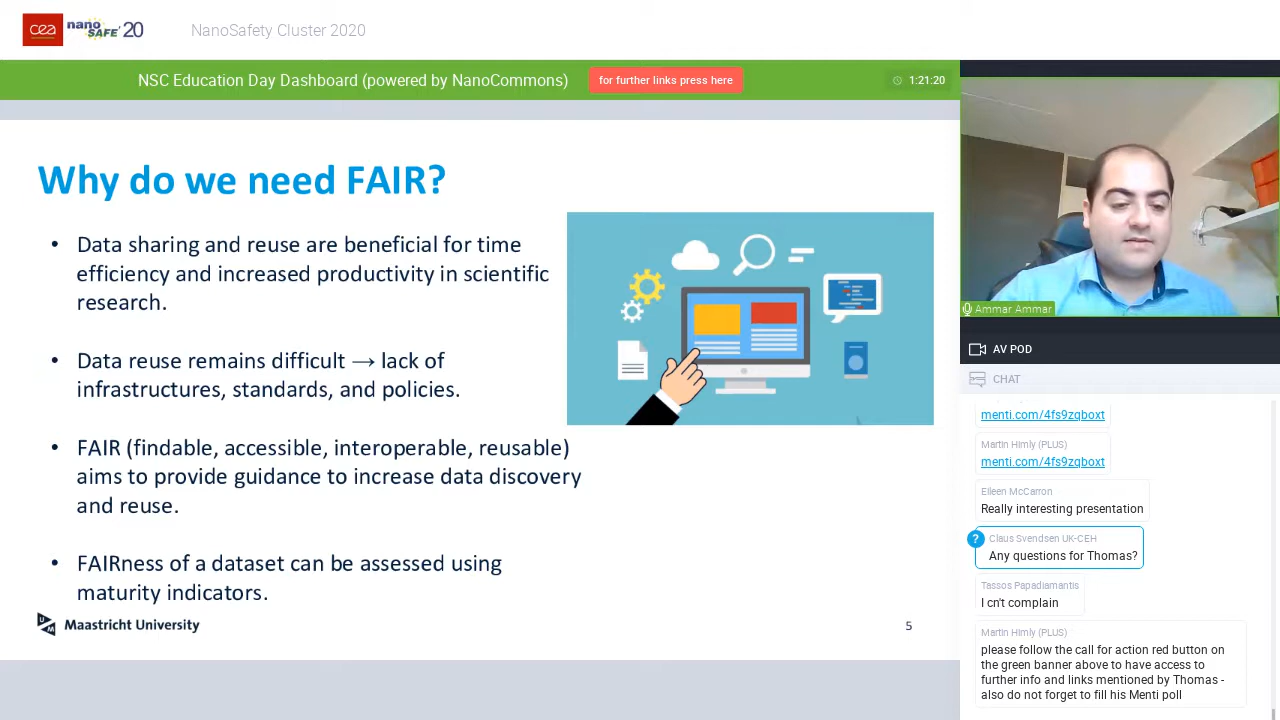 cea
nano
SAFE'20
NanoSafety Cluster 2020
NSC Education Day Dashboard (powered by NanoCommons)
for further links press here
1:21:20
Why do we need FAIR?
• Data sharing and reuse are beneficial for time
efficiency and increased productivity in scientific
research.
• Data reuse remains difficult → lack of
infrastructures, standards, and policies.
• FAIR (findable, accessible, interoperable, reusable)
aims to provide guidance to increase data discovery
and reuse.
• FAIRness of a dataset can be assessed using
maturity indicators.
Maastricht University
5
Ammar Ammar
AV POD
CHAT
menti.com/4fs9zqboxt
Martin Himly (PLUS)
menti.com/4fs9zqboxt
Eileen McCarron
Really interesting presentation
?
Claus Svendsen UK-CEH
Any questions for Thomas?
Tassos Papadiamantis
I cn't complain
Martin Himly (PLUS)
please follow the call for action red button on
the green banner above to have access to
further info and links mentioned by Thomas -
also do not forget to fill his Menti poll